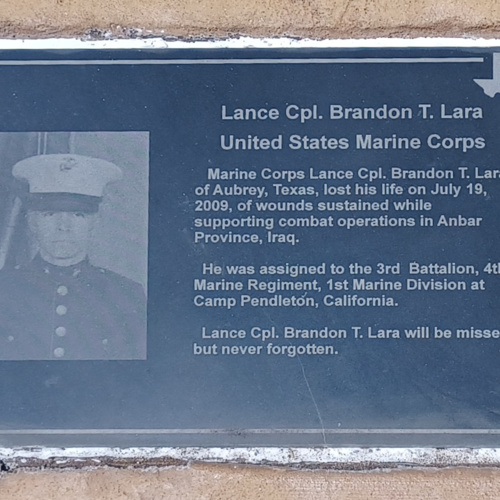 Lance Cpl. Brandon T. Lara
United States Marine Corps
Marine Corps Lance Cpl. Brandon T. Lara
of Aubrey, Texas, lost his life on July 19,
2009, of wounds sustained while
supporting combat operations in Anbar
Province, Iraq.
He was assigned to the 3rd Battalion, 4th
Marine Regiment, 1st Marine Division at
Camp Pendleton, California.
Lance Cpl. Brandon T. Lara will be misse
but never forgotten.